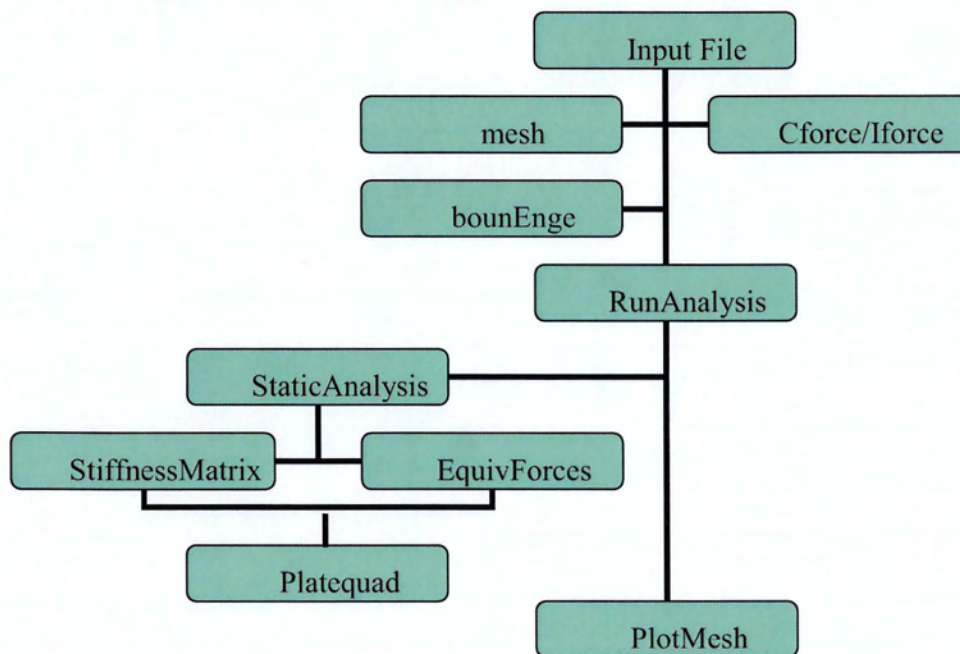 Input File
mesh
Cforce/Iforce
bounEnge
RunAnalysis
StaticAnalysis
StiffnessMatrix
EquivForces
Platequad
PlotMesh